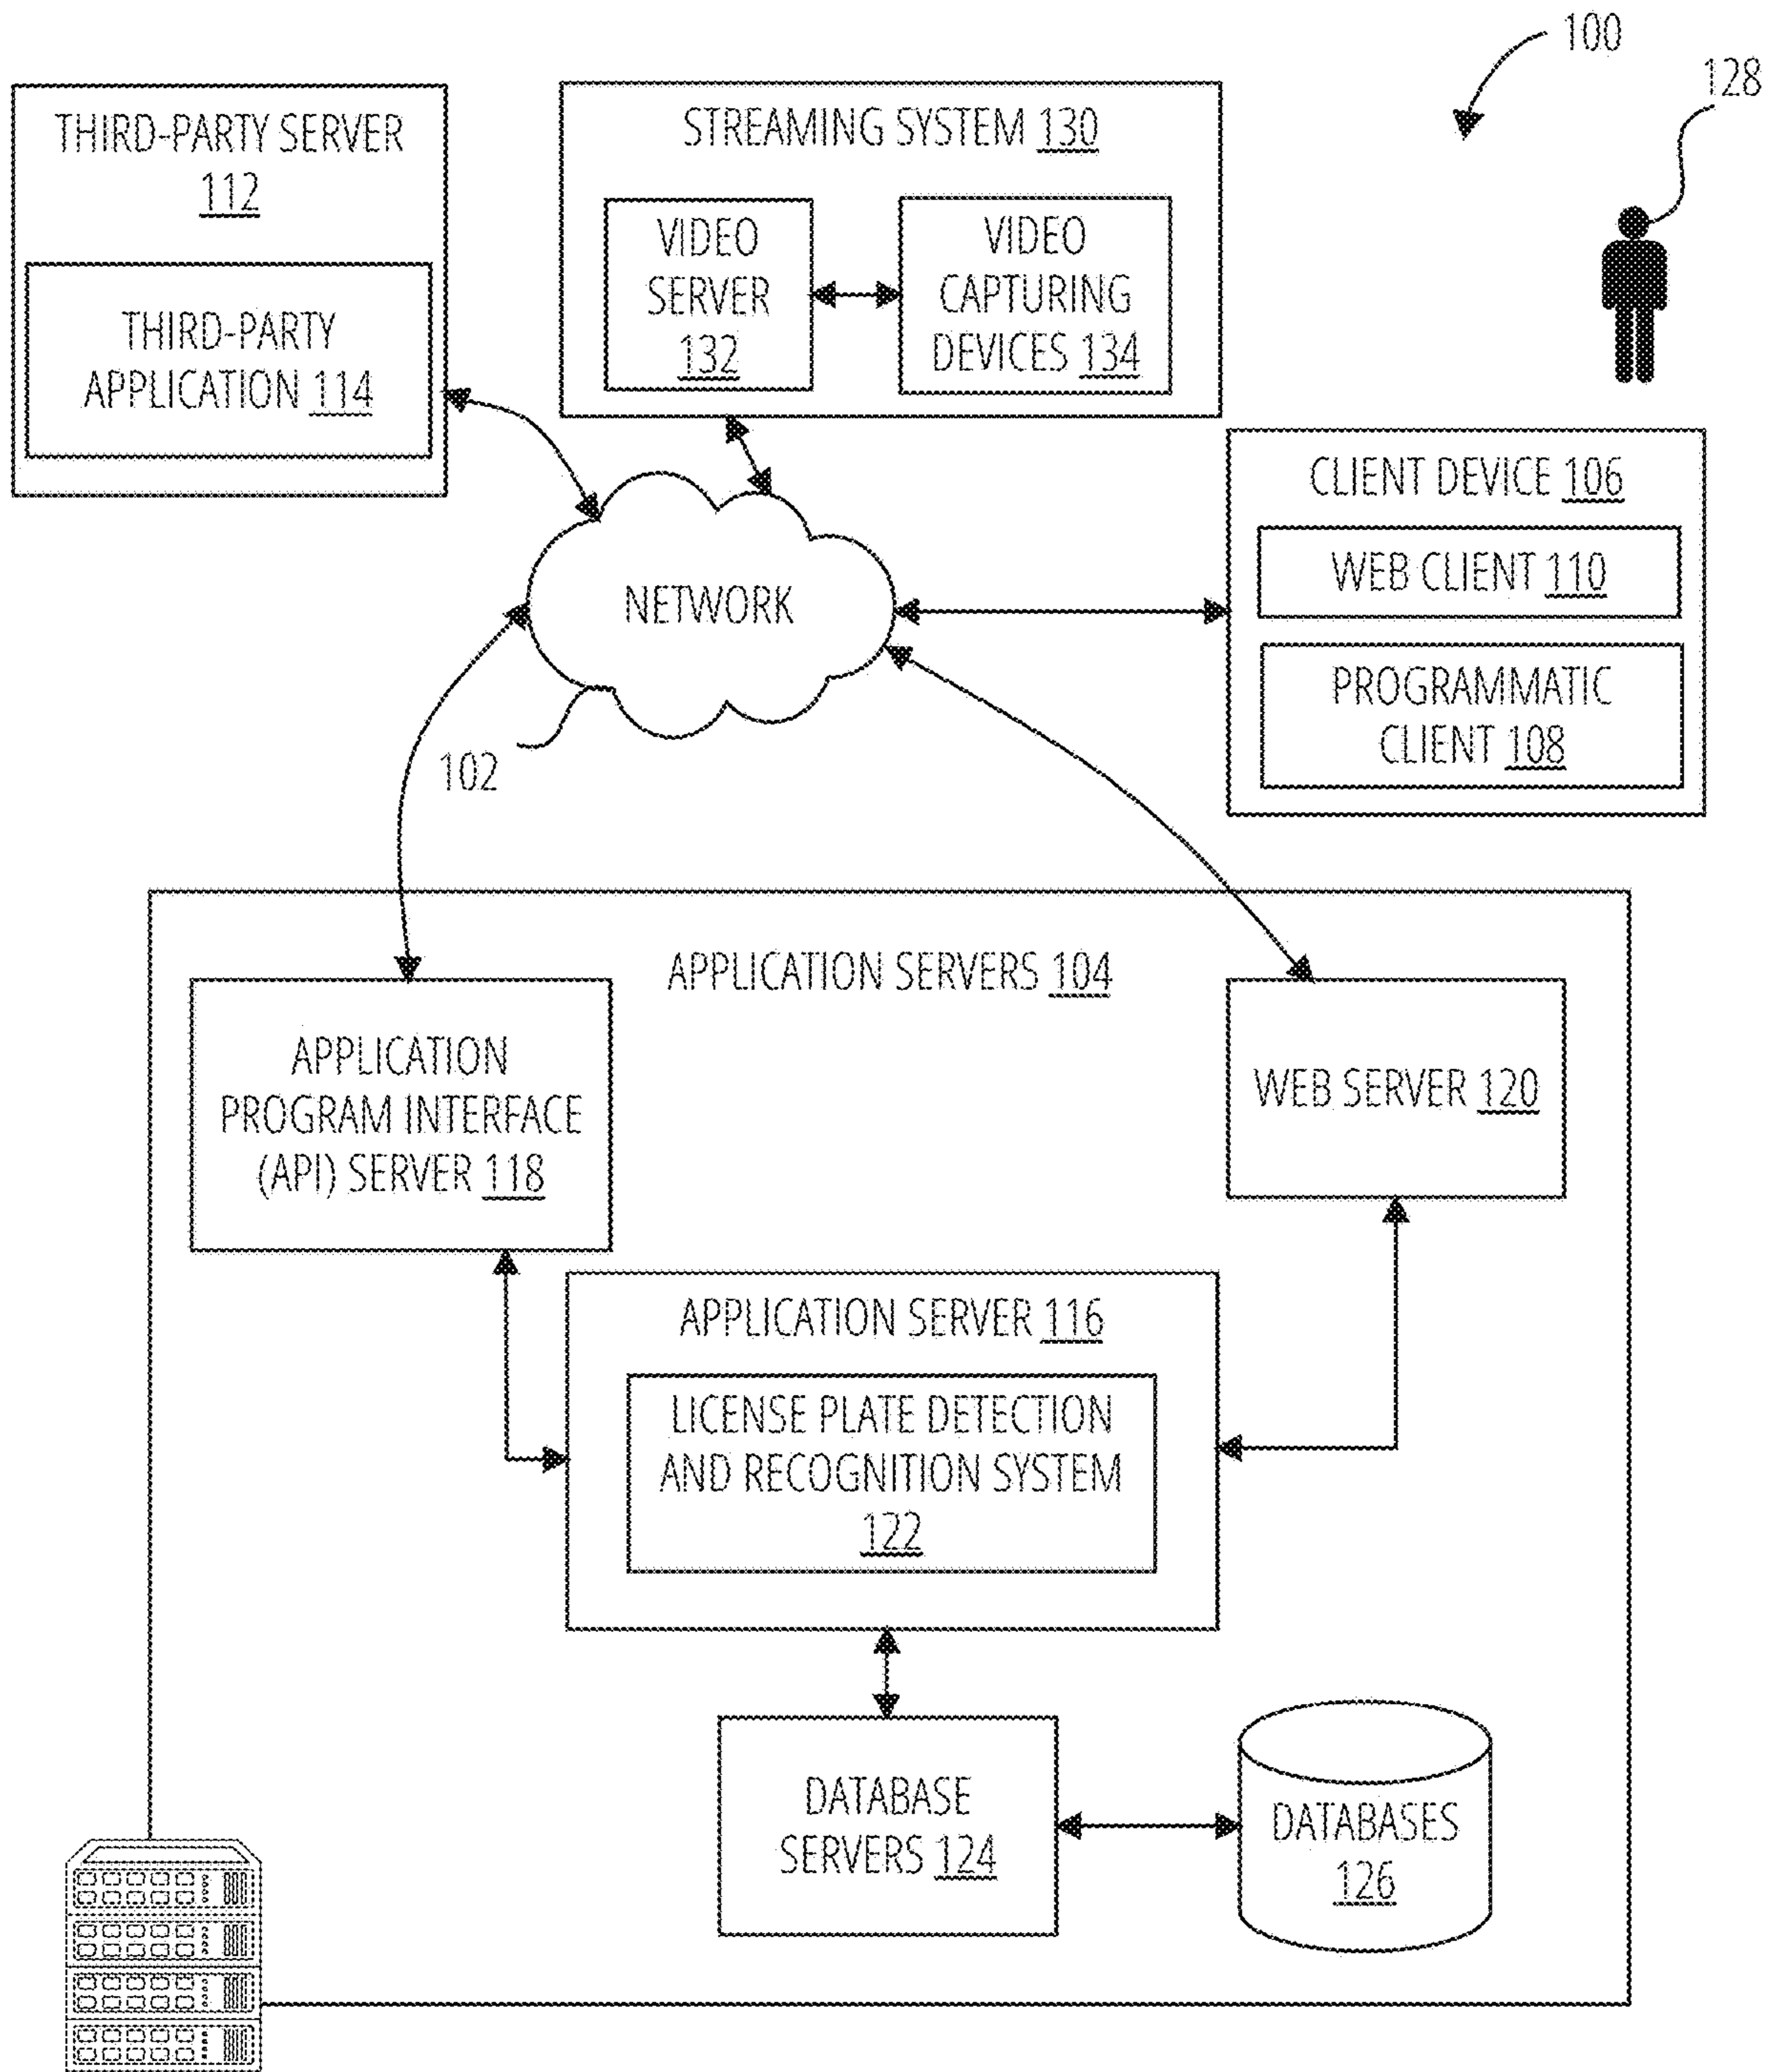 100
128
THIRD-PARTY SERVER
112
THIRD-PARTY
APPLICATION 114
STREAMING SYSTEM 130
VIDEO
SERVER
132
VIDEO
CAPTURING
DEVICES 134
CLIENT DEVICE 106
WEB CLIENT 110
PROGRAMMATIC
CLIENT 108
NETWORK
102
APPLICATION SERVERS 104
APPLICATION
PROGRAM INTERFACE
(API) SERVER 118
WEB SERVER 120
APPLICATION SERVER 116
LICENSE PLATE DETECTION
AND RECOGNITION SYSTEM
122
DATABASE
SERVERS 124
DATABASES
126